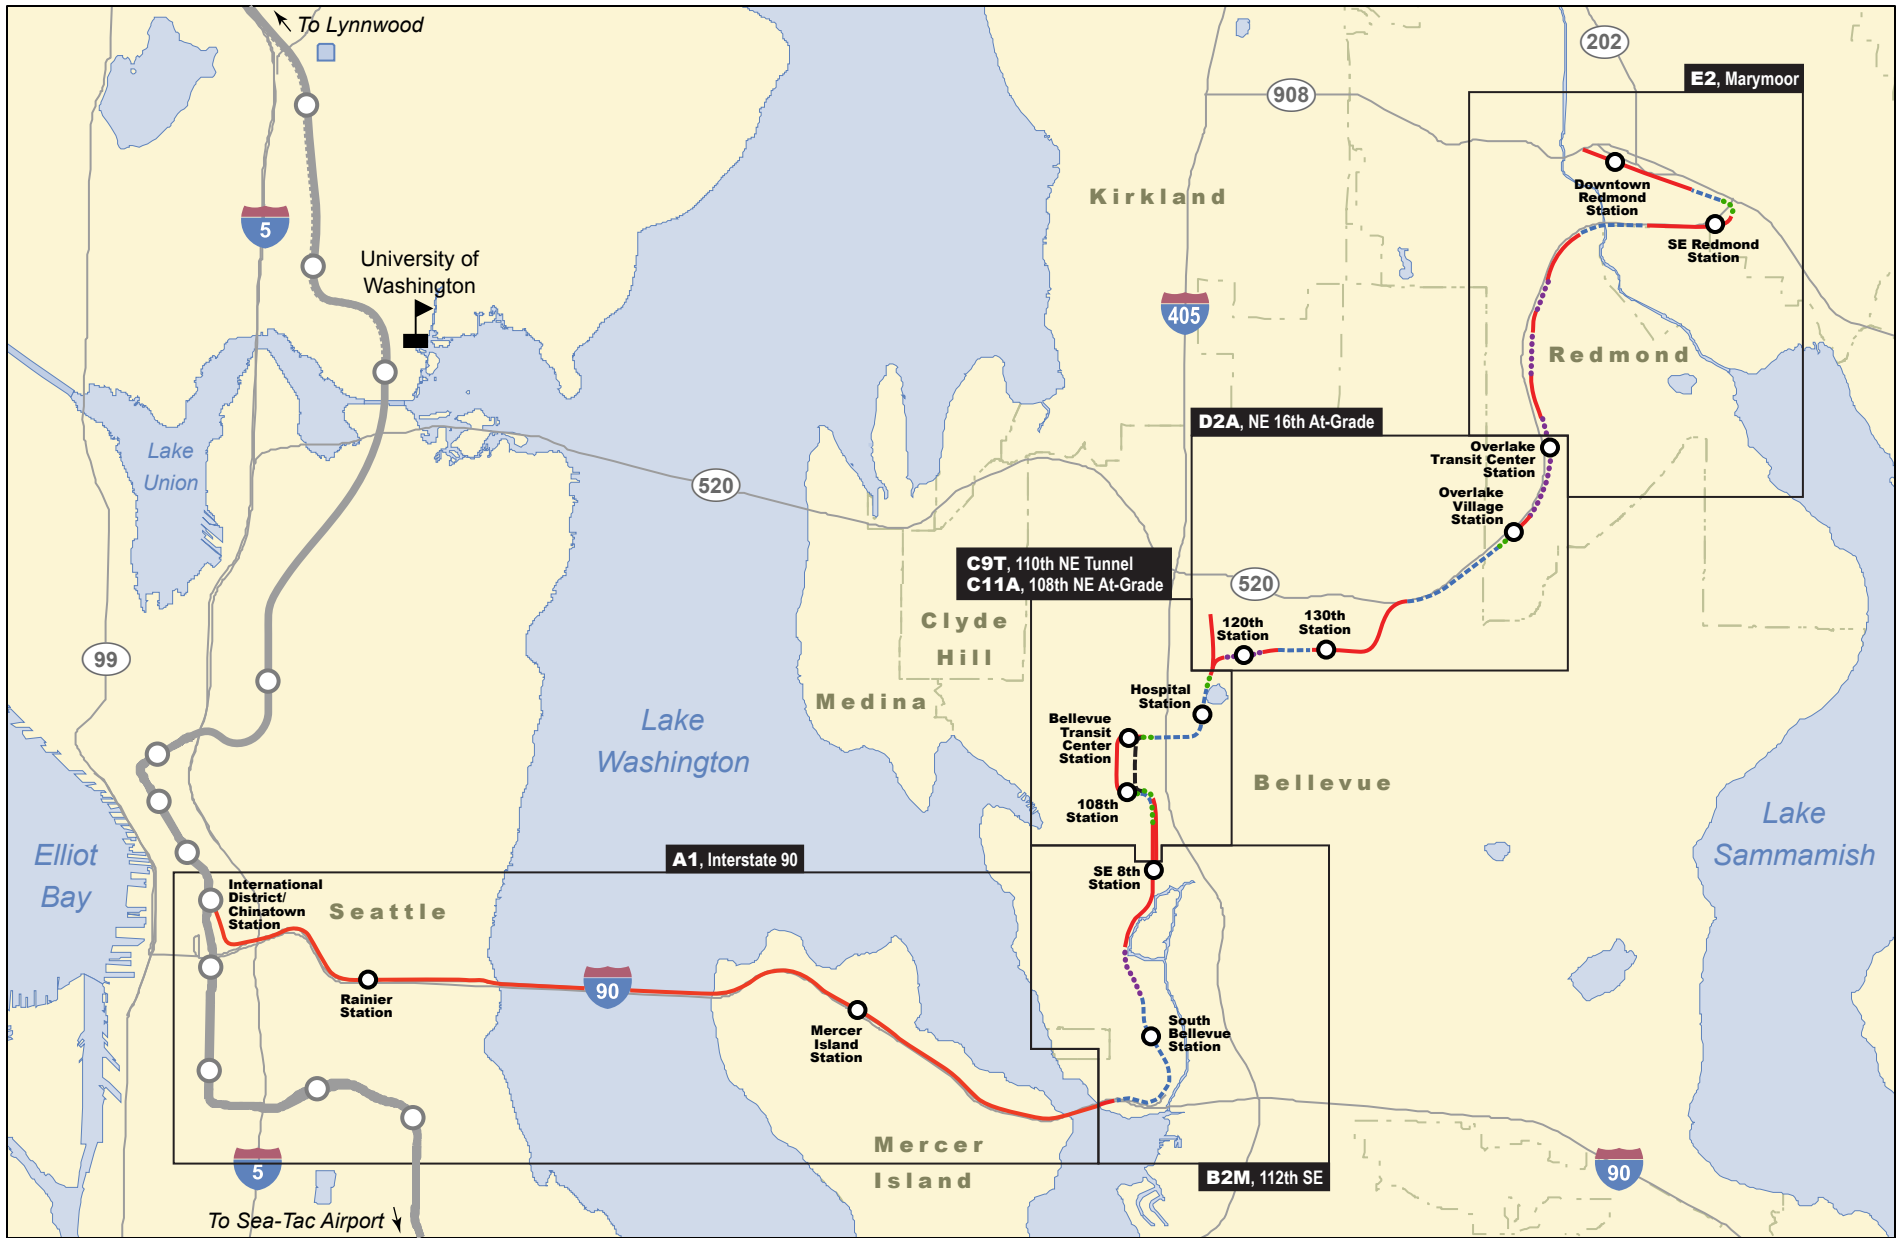 To Lynnwood
202
E2, Marymoor
908
Kirkland
Downtown
Redmond
Station
5
SE Redmond
Station
University of
Washington
405
Redmond
D2A, NE 16th At-Grade
Overlake
Transit Center
Station
Lake
Union
520
Overlake
Village
Station
C9T, 110th NE Tunnel
C11A, 108th NE At-Grade
520
Clyde
Hill
120th
Station
130th
Station
99
Medina
Hospital
Station
Lake
Washington
Bellevue
Transit
Center
Station
Bellevue
108th
Station
Lake
Sammamish
Elliot
Bay
A1, Interstate 90
SE 8th
Station
International
District/
Chinatown
Station
Seattle
90
Rainier
Station
Mercer
Island
Station
South
Bellevue
Station
Mercer
Island
5
B2M, 112th SE
90
To Sea-Tac Airport